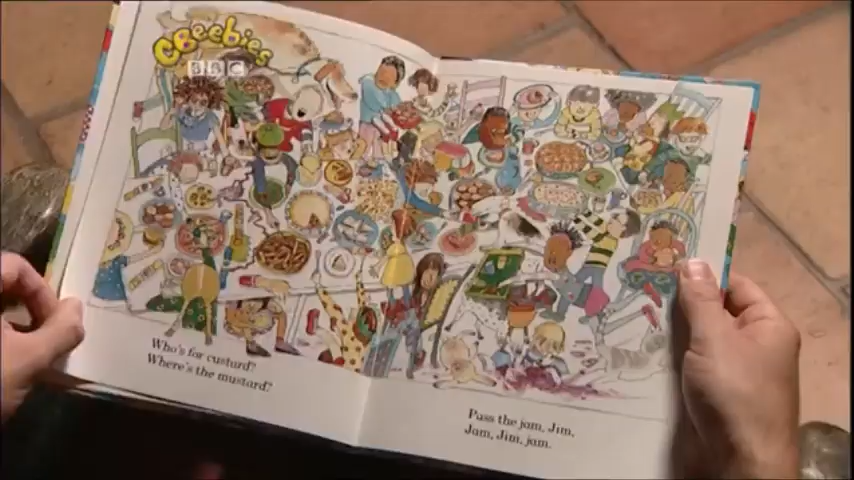 CBeebies
BBC
Who's for custard?
Where's the mustard?
Pass the jam, Jim,
Jam, Jim, jam.